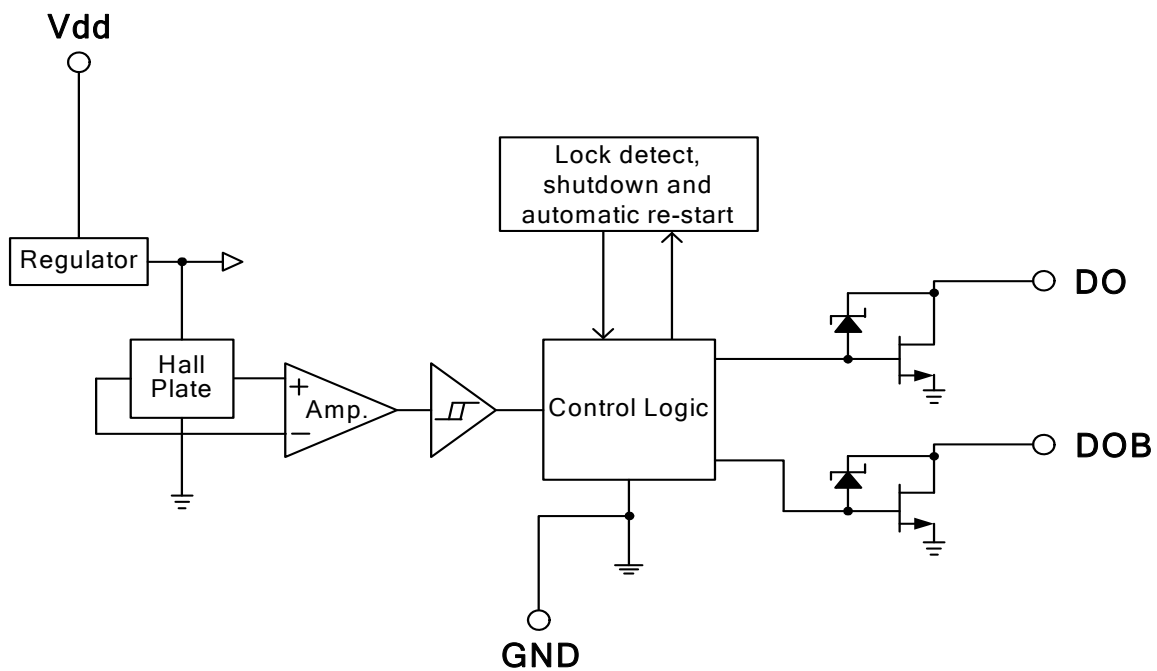 Vdd
Lock detect,
shutdown and
automatic re-start
Regulator
DO
Hall
Plate
+
Amp.
−
Control Logic
DOB
GND